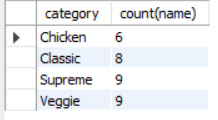 category count(name)
Chicken 6
Classic 8
Supreme 9
Veggie 9